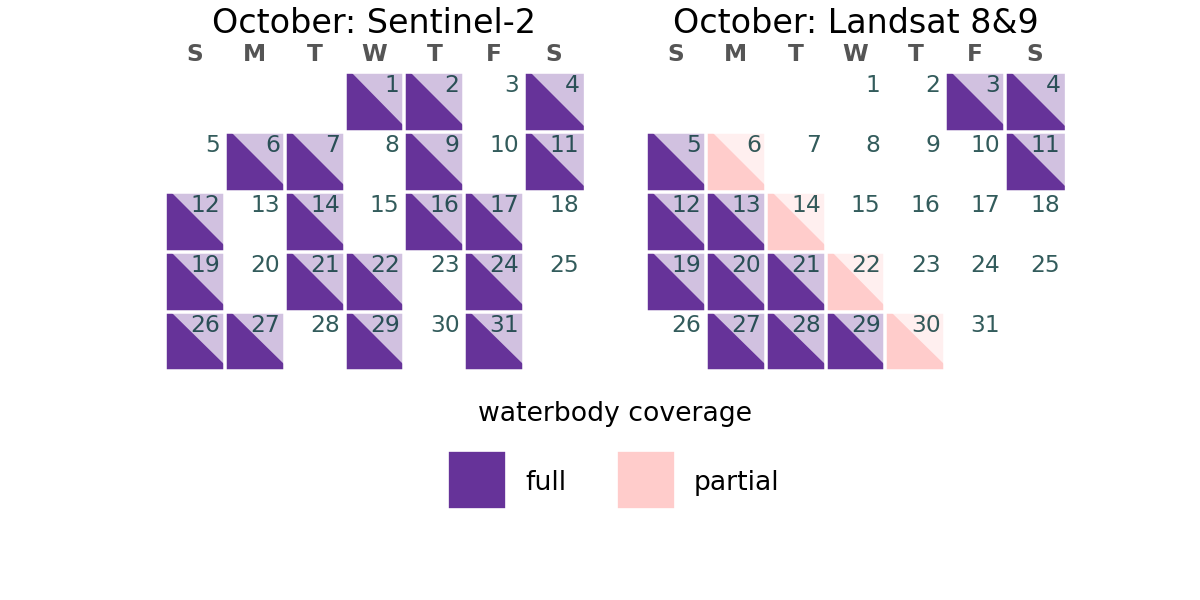 October: Sentinel-2
S M T W T F S
1 2 3 4
5 6 7 8 9 10 11
12 13 14 15 16 17 18
19 20 21 22 23 24 25
26 27 28 29 30 31
October: Landsat 8&9
S M T W T F S
1 2 3 4
5 6 7 8 9 10 11
12 13 14 15 16 17 18
19 20 21 22 23 24 25
26 27 28 29 30 31
waterbody coverage
full partial